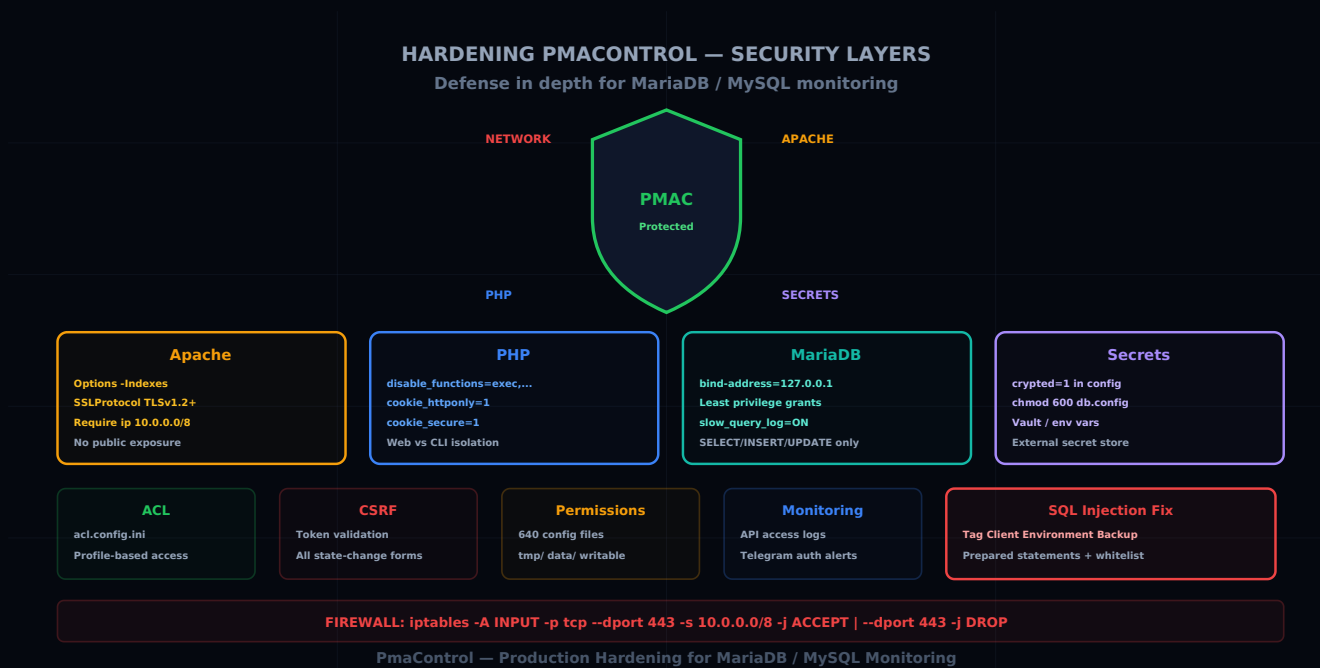 HARDENING PMACONTROL — SECURITY LAYERS
Defense in depth for MariaDB / MySQL monitoring
NETWORK
APACHE
PMAC
Protected
PHP
SECRETS
Apache
Options -Indexes
SSLProtocol TLSv1.2+
Require ip 10.0.0.0/8
No public exposure
PHP
disable_functions=exec,...
cookie_httponly=1
cookie_secure=1
Web vs CLI isolation
MariaDB
bind-address=127.0.0.1
Least privilege grants
slow_query_log=ON
SELECT/INSERT/UPDATE only
Secrets
crypted=1 in config
chmod 600 db.config
Vault / env vars
External secret store
ACL
acl.config.ini
Profile-based access
CSRF
Token validation
All state-change forms
Permissions
640 config files
tmp/ data/ writable
Monitoring
API access logs
Telegram auth alerts
SQL Injection Fix
Tag Client Environment Backup
Prepared statements + whitelist
FIREWALL: iptables -A INPUT -p tcp --dport 443 -s 10.0.0.0/8 -j ACCEPT | --dport 443 -j DROP
PmaControl — Production Hardening for MariaDB / MySQL Monitoring